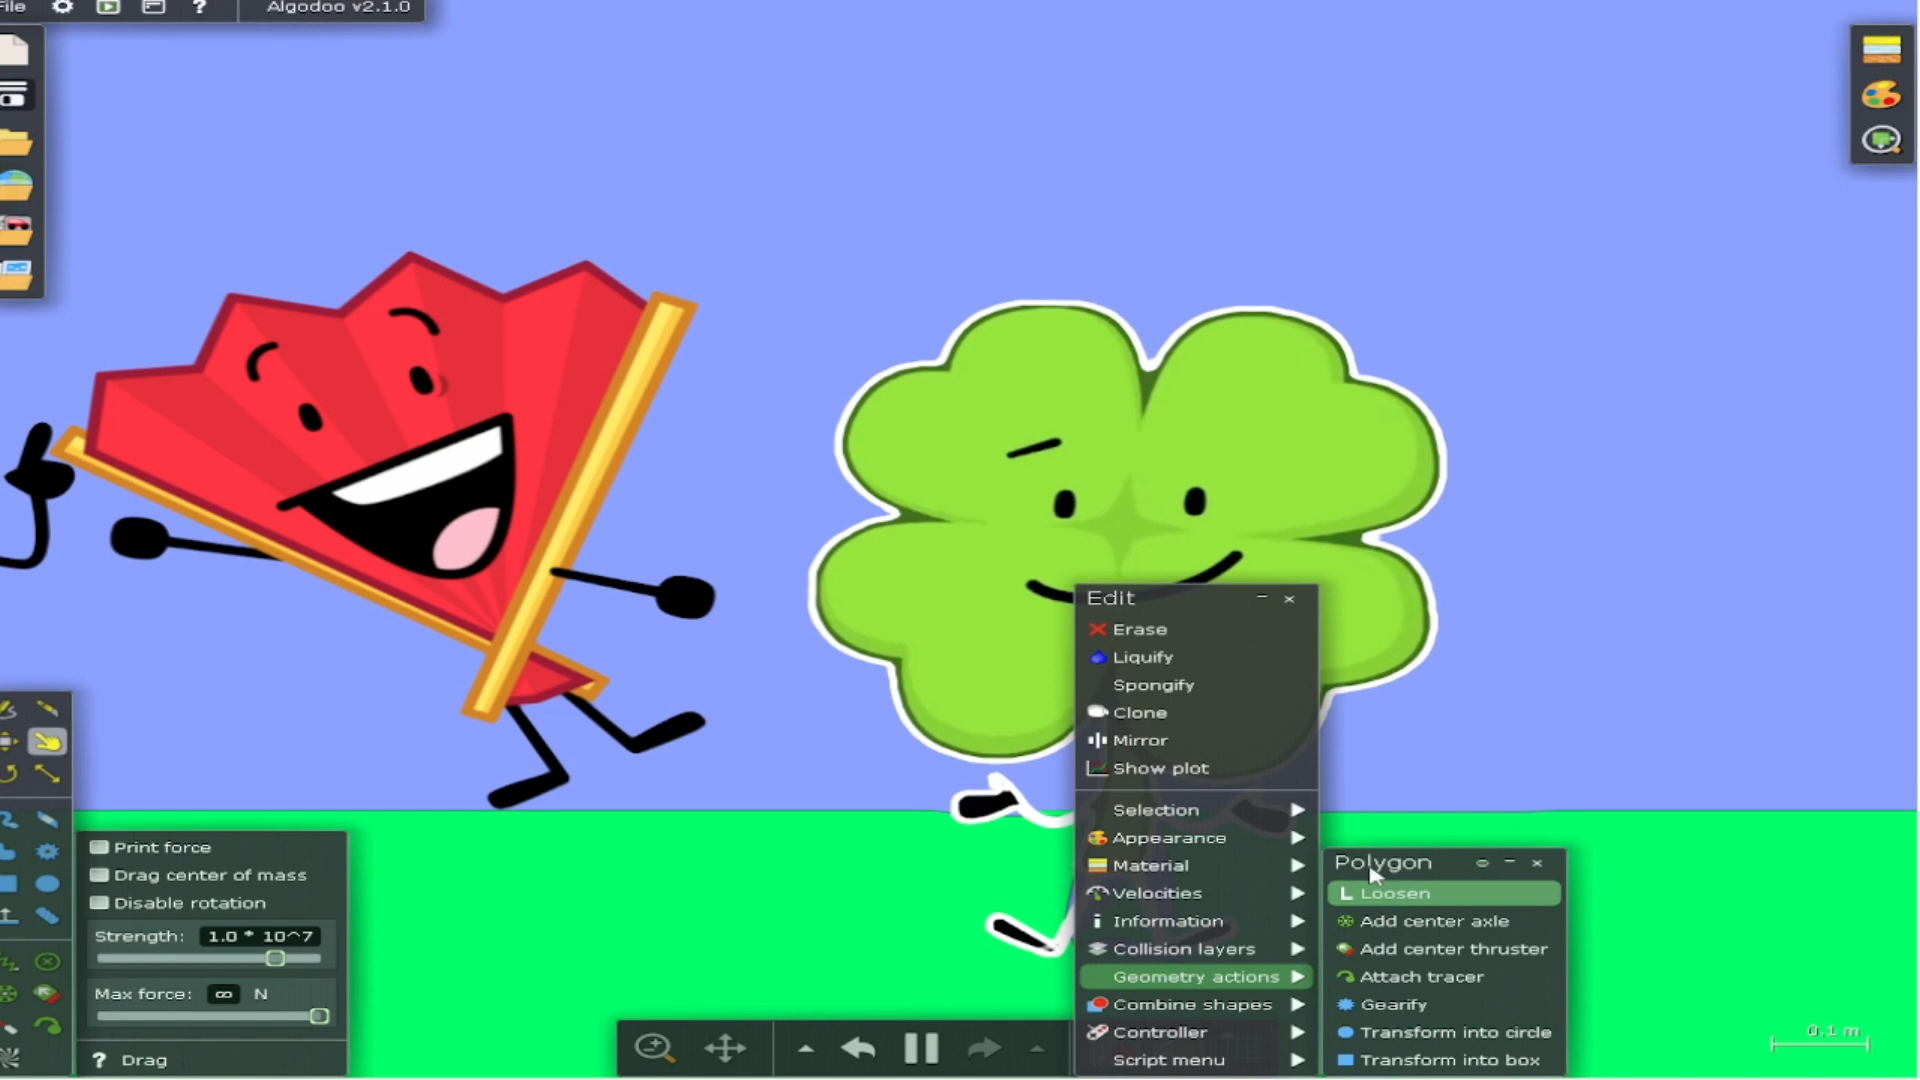 File
? Algodoo v2.1.0
Edit
Erase
Liquify
Spongify
Clone
Mirror
Show plot
Selection
Appearance
Material
Velocities
Information
Collision layers
Geometry actions
Combine shapes
Controller
Script menu
Polygon
Loosen
Add center axle
Add center thruster
Attach tracer
Gearify
Transform into circle
Transform into box
Print force
Drag center of mass
Disable rotation
Strength: 1.0 * 10^7
Max force: ∞ N
? Drag
0.1 m